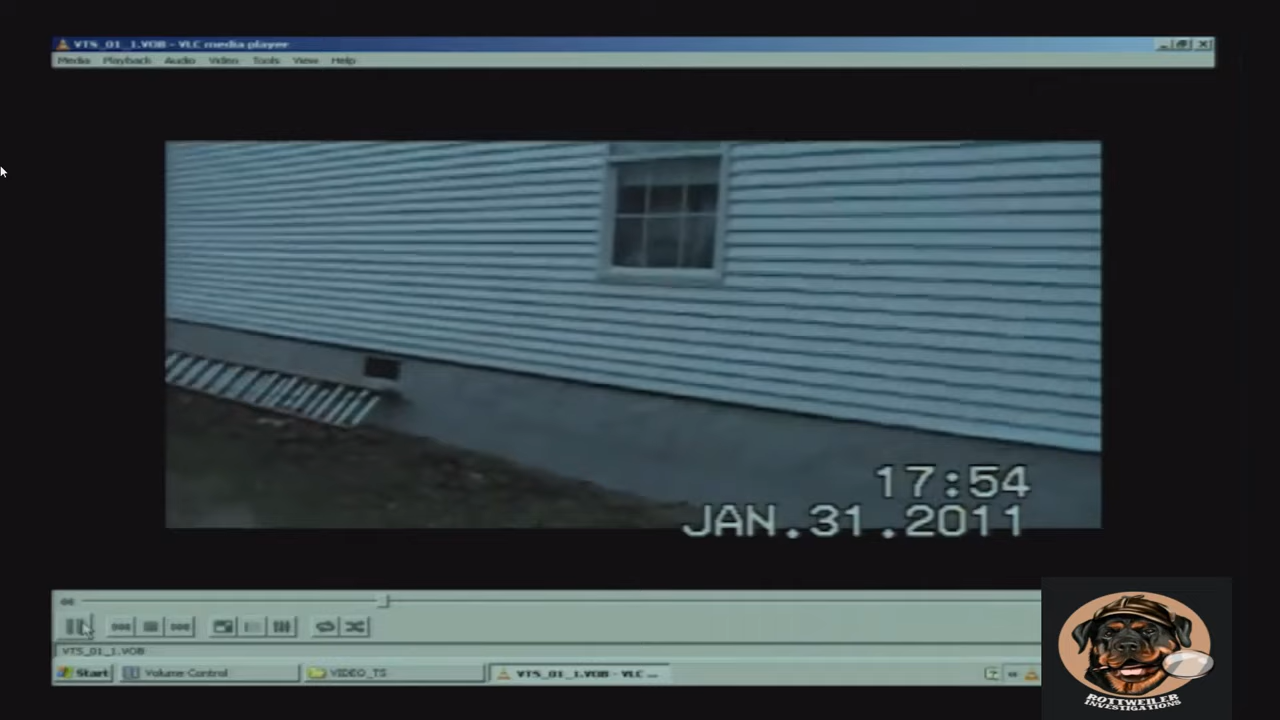 VTS_01_1.VOB - VLC media player
Media Playback Audio Video Tools View Help
17:54
JAN.31.2011
VTS_01_1.VOB
Start Volume Control VIDEO_TS VTS_01_1.VOB - VLC ...
ROTTWEILER
INVESTIGATIONS